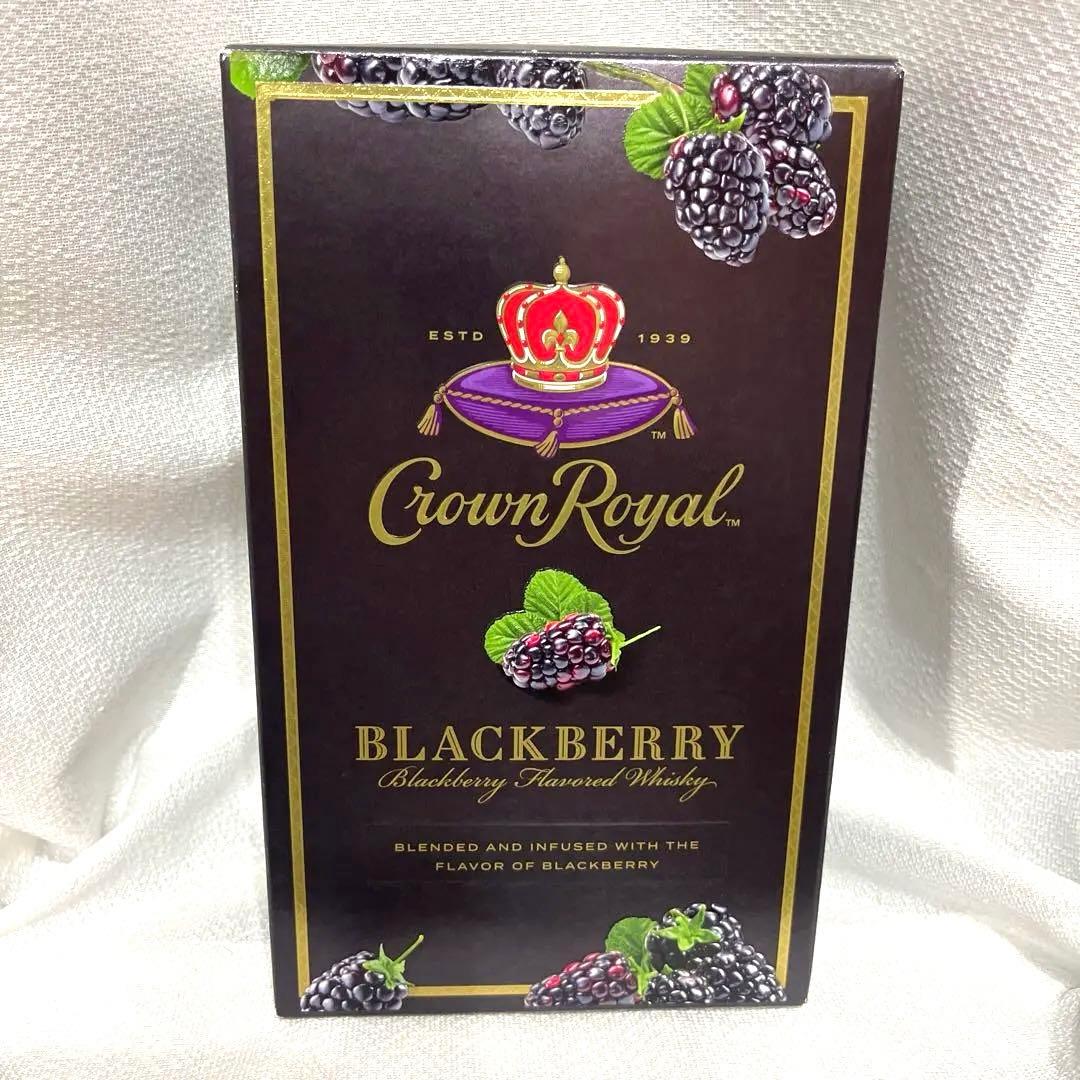 ESTD 1939
TM
Crown Royal TM
BLACKBERRY
Blackberry Flavored Whisky
BLENDED AND INFUSED WITH THE
FLAVOR OF BLACKBERRY